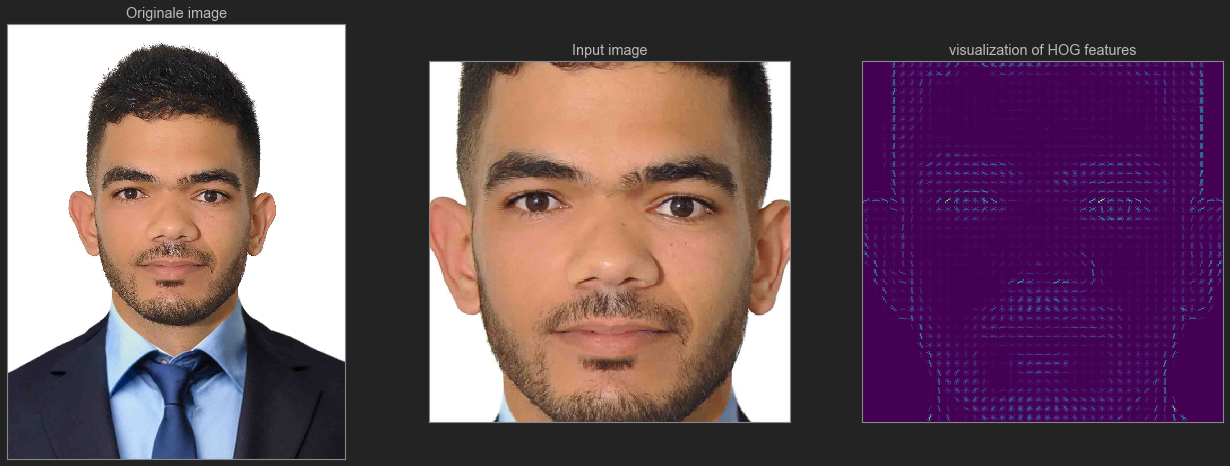 Originale image
Input image
visualization of HOG features